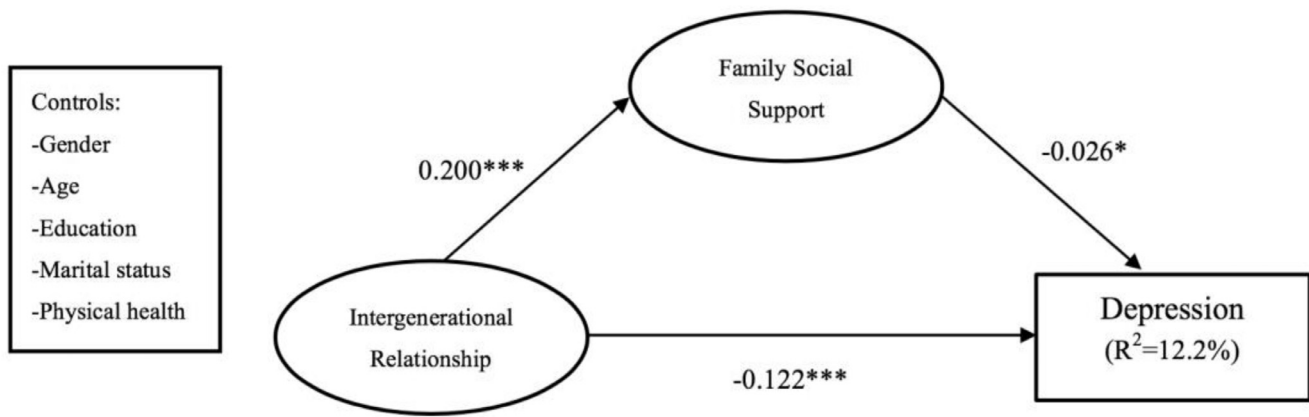 Controls:
-Gender
-Age
-Education
-Marital status
-Physical health
Family Social
Support
0.200***
-0.026*
Intergenerational
Relationship
-0.122***
Depression
(R²=12.2%)